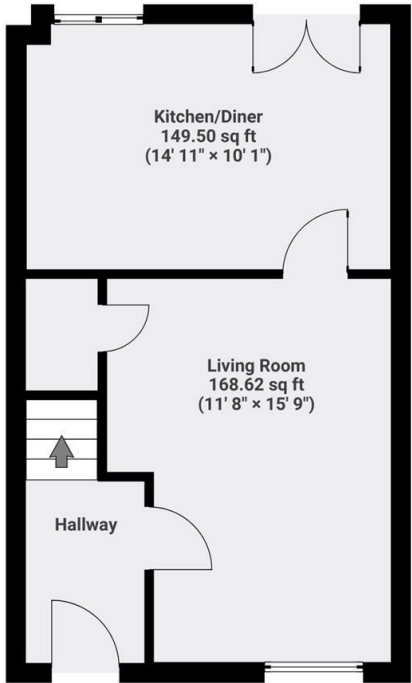 Kitchen/Diner
149.50 sq ft
(14' 11" × 10' 1")
Living Room
168.62 sq ft
(11' 8" × 15' 9")
Hallway